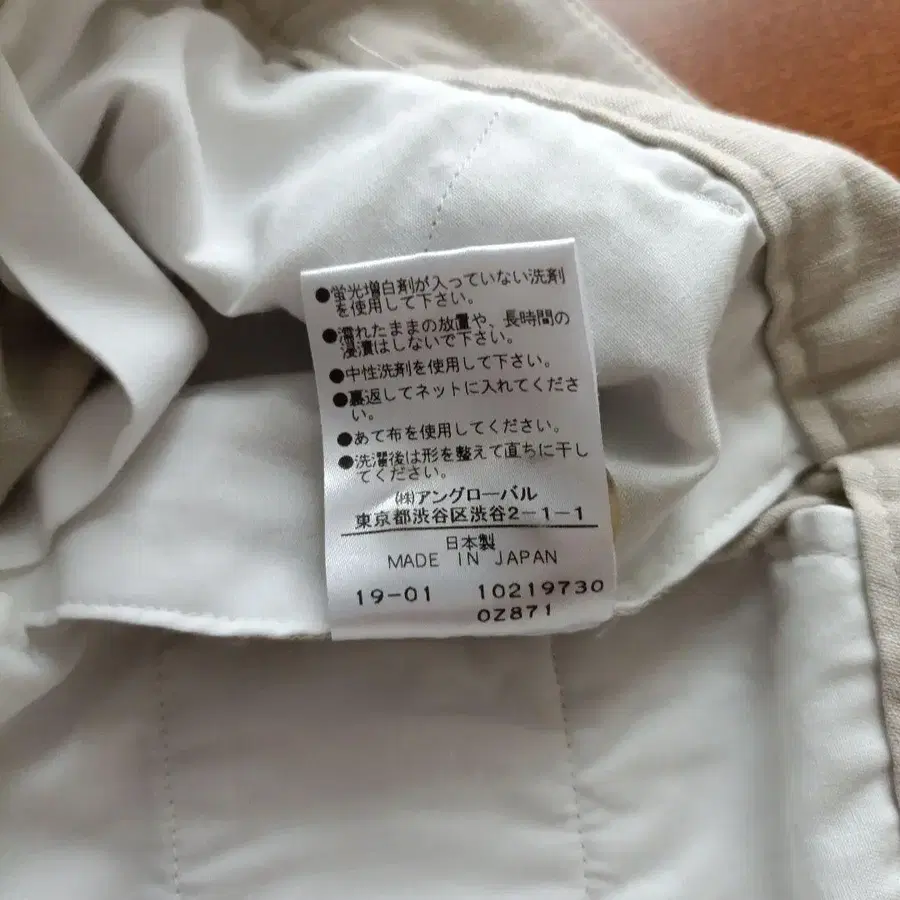 ●蛍光増白剤が入っていない洗剤
を使用して下さい。
●濡れたままの放置や、長時間の
浸漬はしないで下さい。
●中性洗剤を使用して下さい。
●裏返してネットに入れてくださ
い。
●あて布を使用してください。
●洗濯後は形を整えて直ちに干し
てください。
㈱アングローバル
東京都渋谷区渋谷2-1-1
日本製
MADE IN JAPAN
19-01 10219730
0Z871